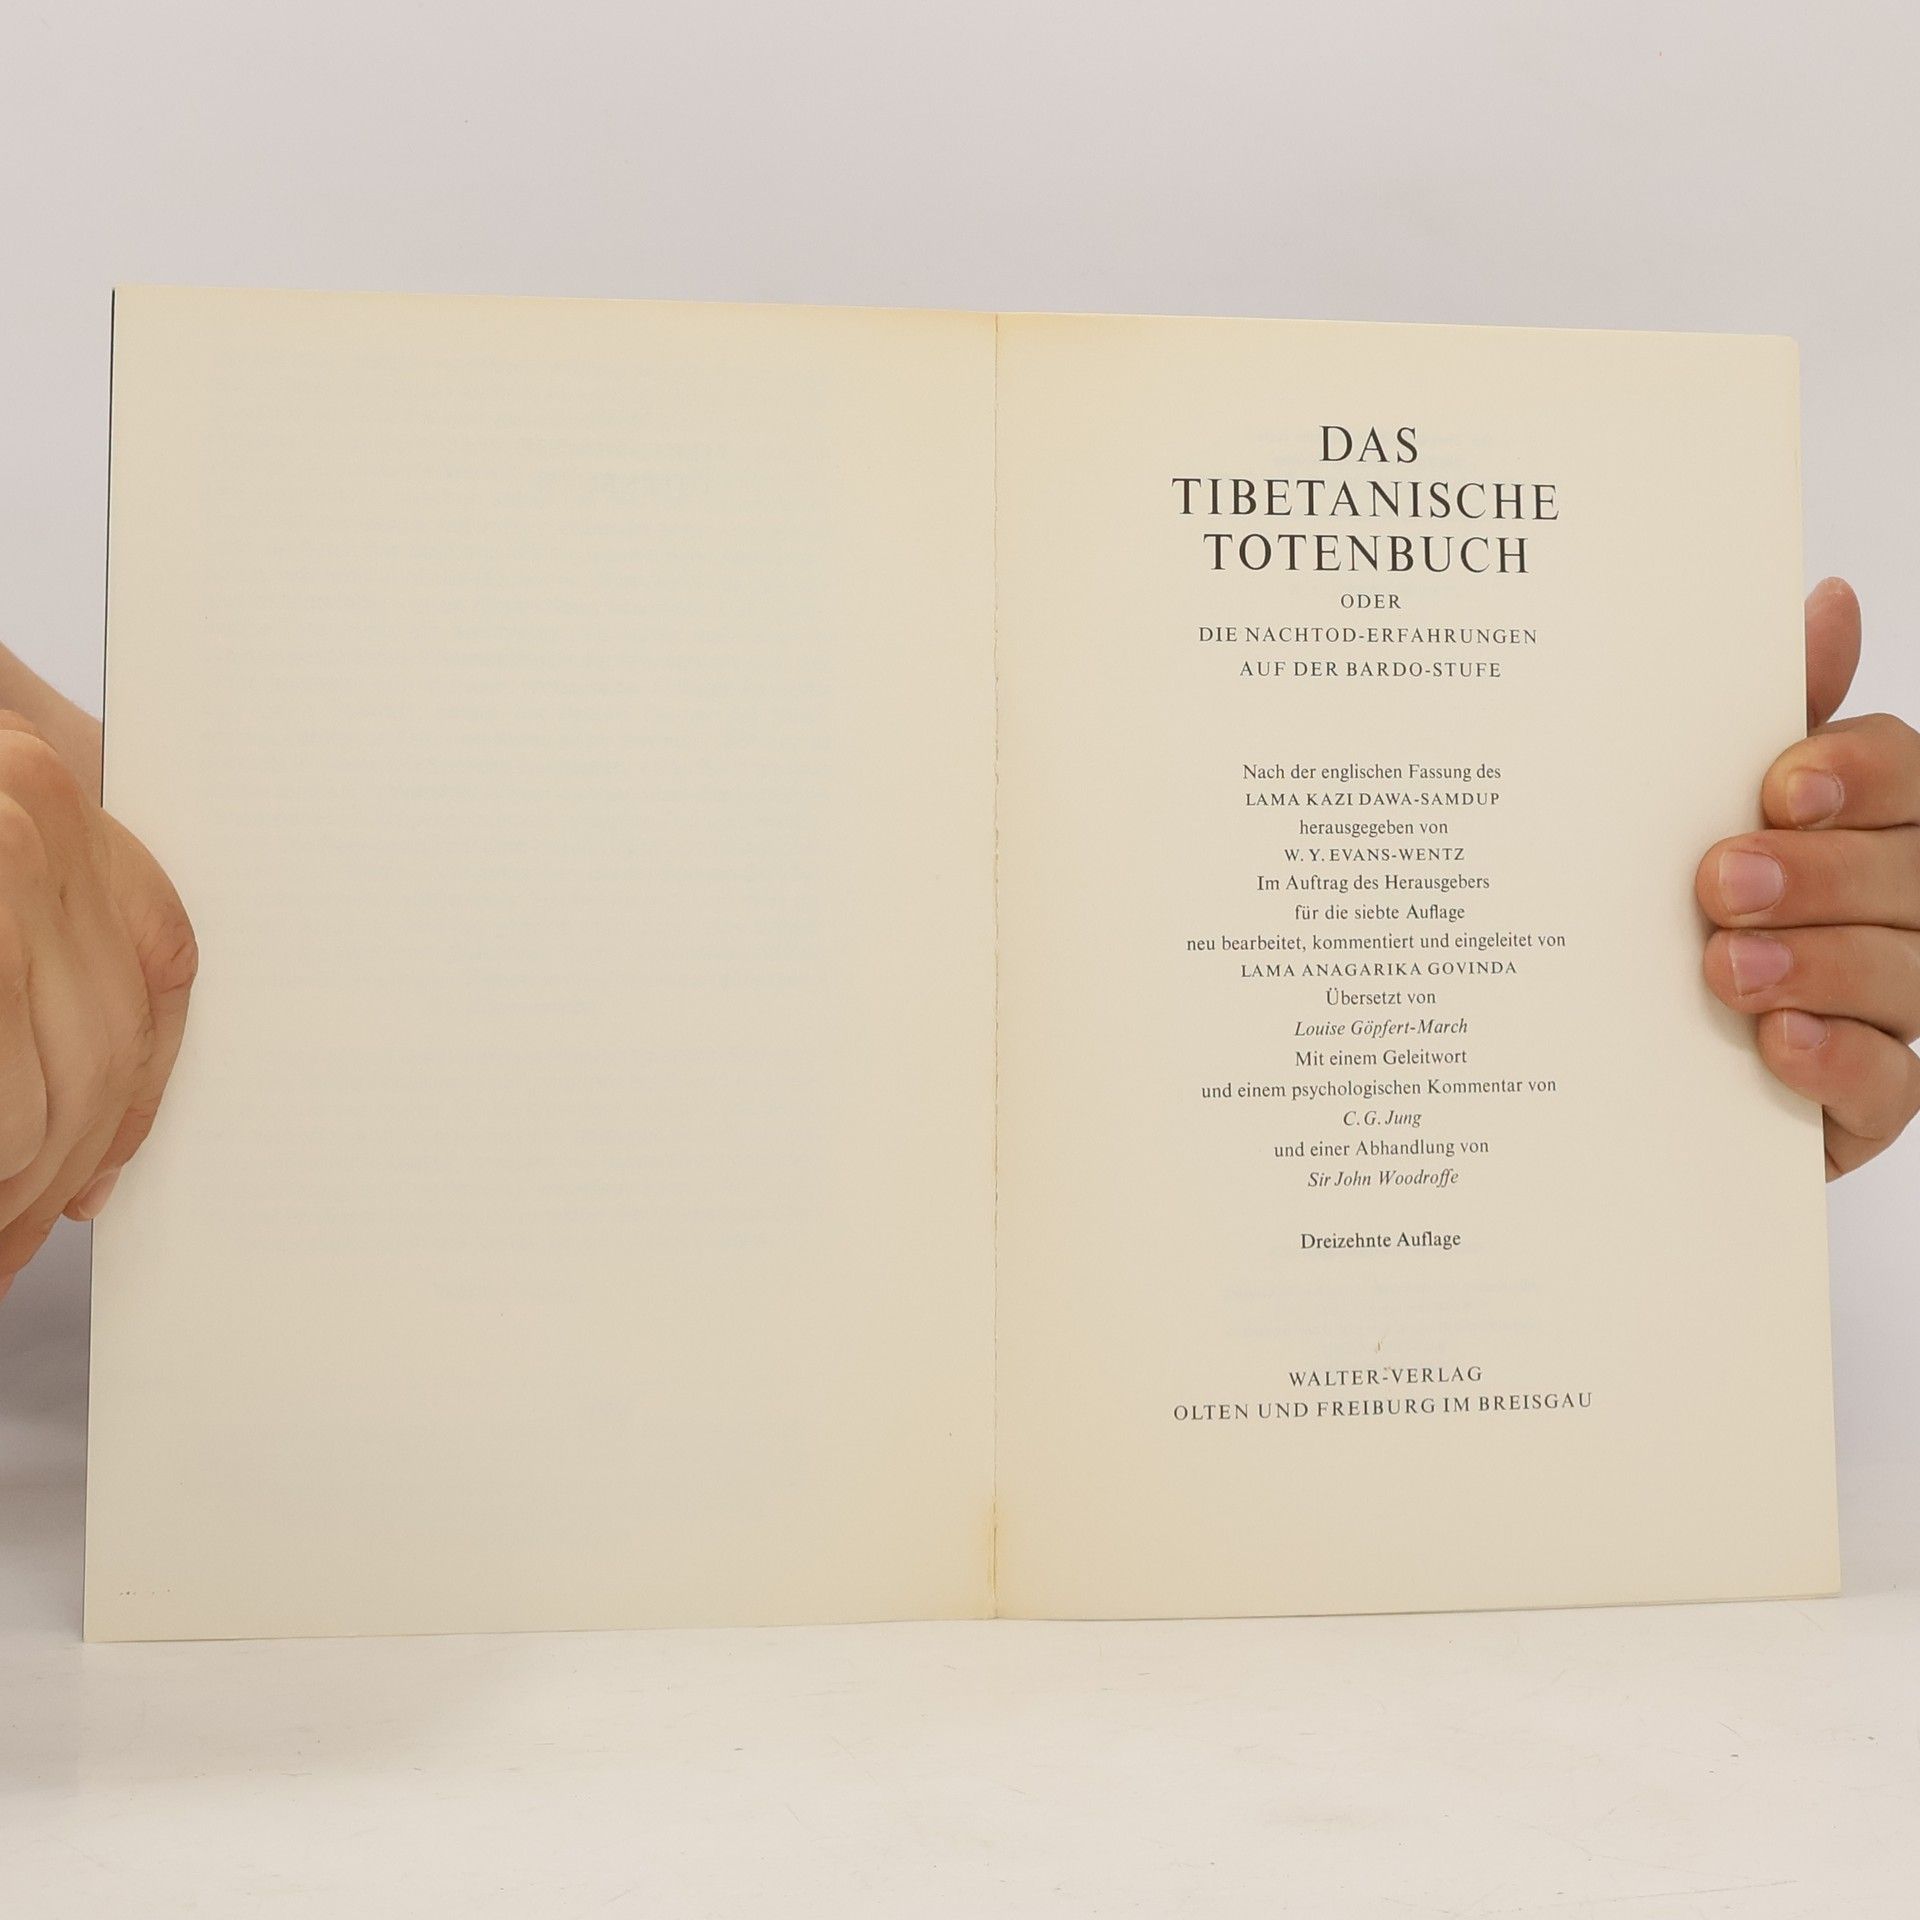 DAS
TIBETANISCHE
TOTENBUCH
ODER
DIE NACHTOD-ERFAHRUNGEN
AUF DER BARDO-STUFE
Nach der englischen Fassung des
LAMA KAZI DAWA-SAMDUP
herausgegeben von
W. Y. EVANS-WENTZ
Im Auftrag des Herausgebers
für die siebte Auflage
neu bearbeitet, kommentiert und eingeleitet von
LAMA ANAGARIKA GOVINDA
Übersetzt von
Louise Göpfert-March
Mit einem Geleitwort
und einem psychologischen Kommentar von
C. G. Jung
und einer Abhandlung von
Sir John Woodroffe
Dreizehnte Auflage
WALTER-VERLAG
OLTEN UND FREIBURG IM BREISGAU